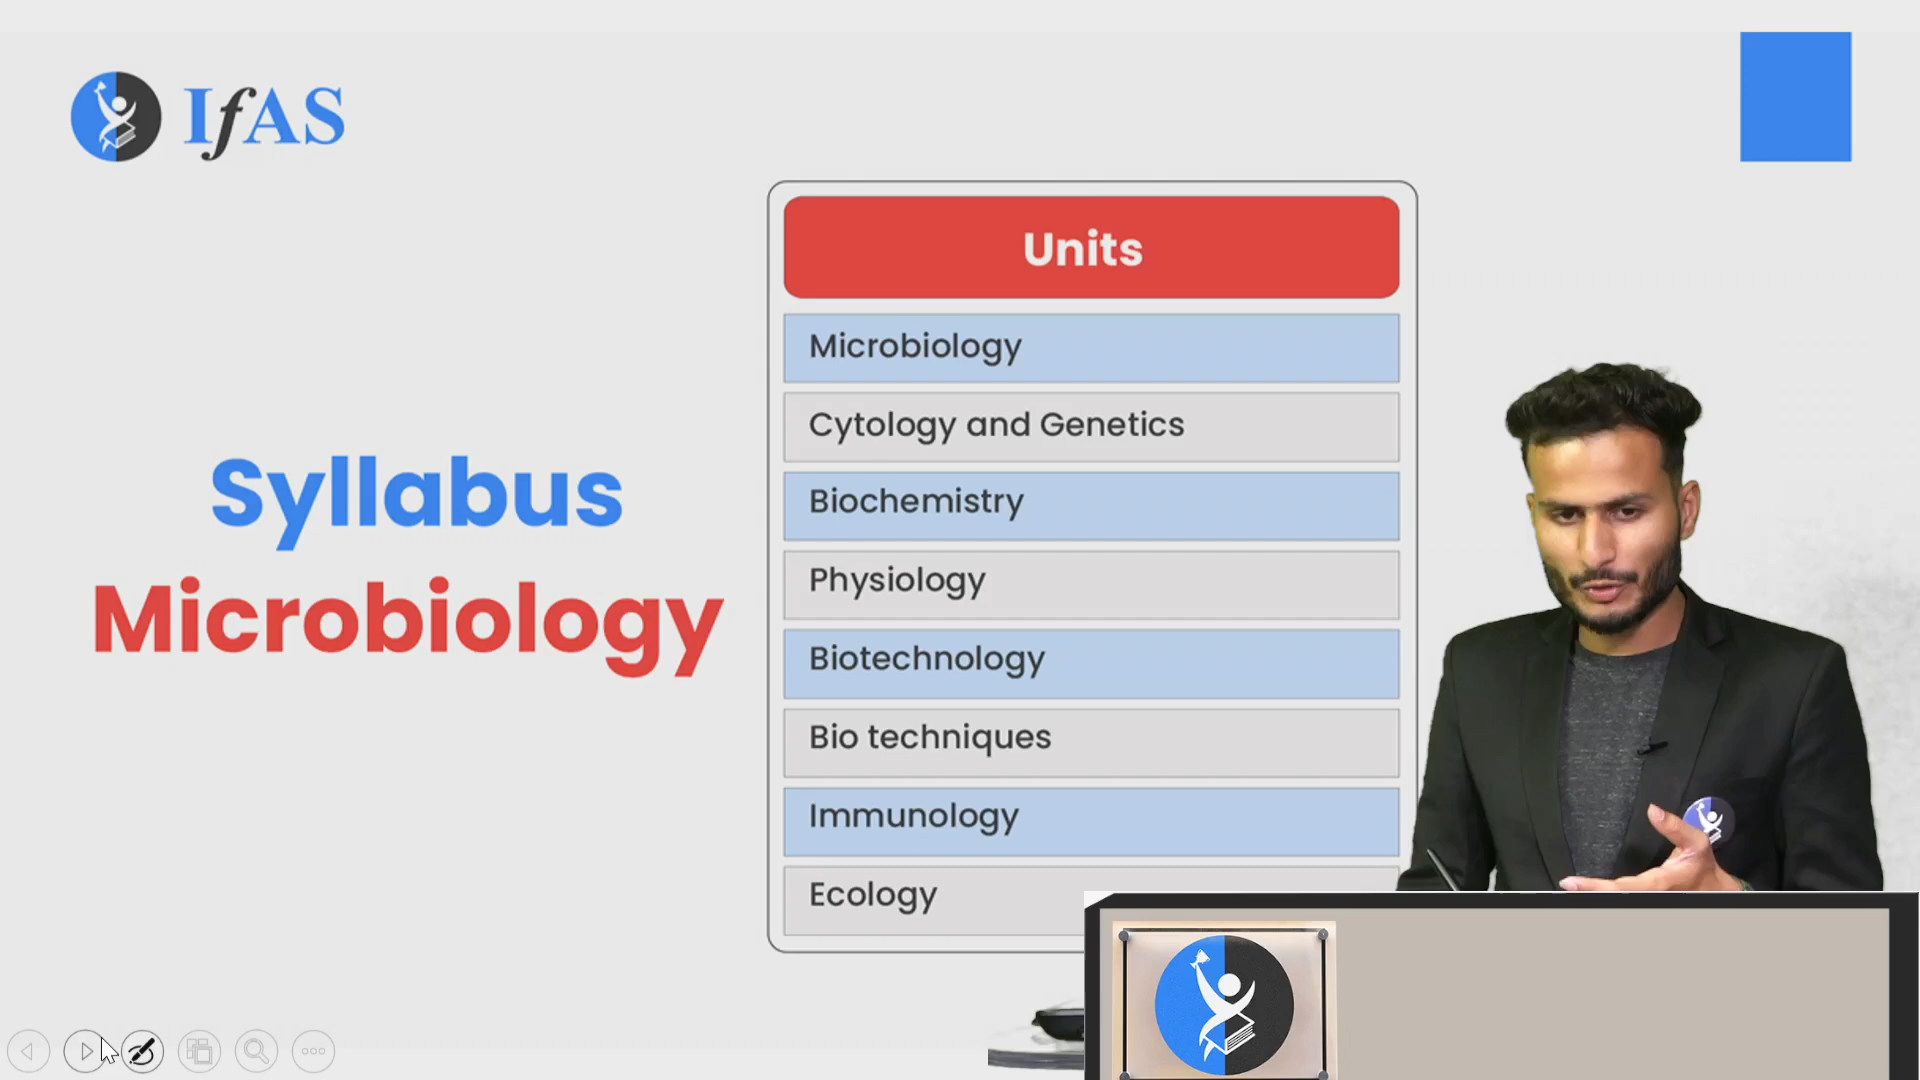 IfAS
Units
Microbiology
Cytology and Genetics
Biochemistry
Physiology
Biotechnology
Bio techniques
Immunology
Ecology
Syllabus
Microbiology